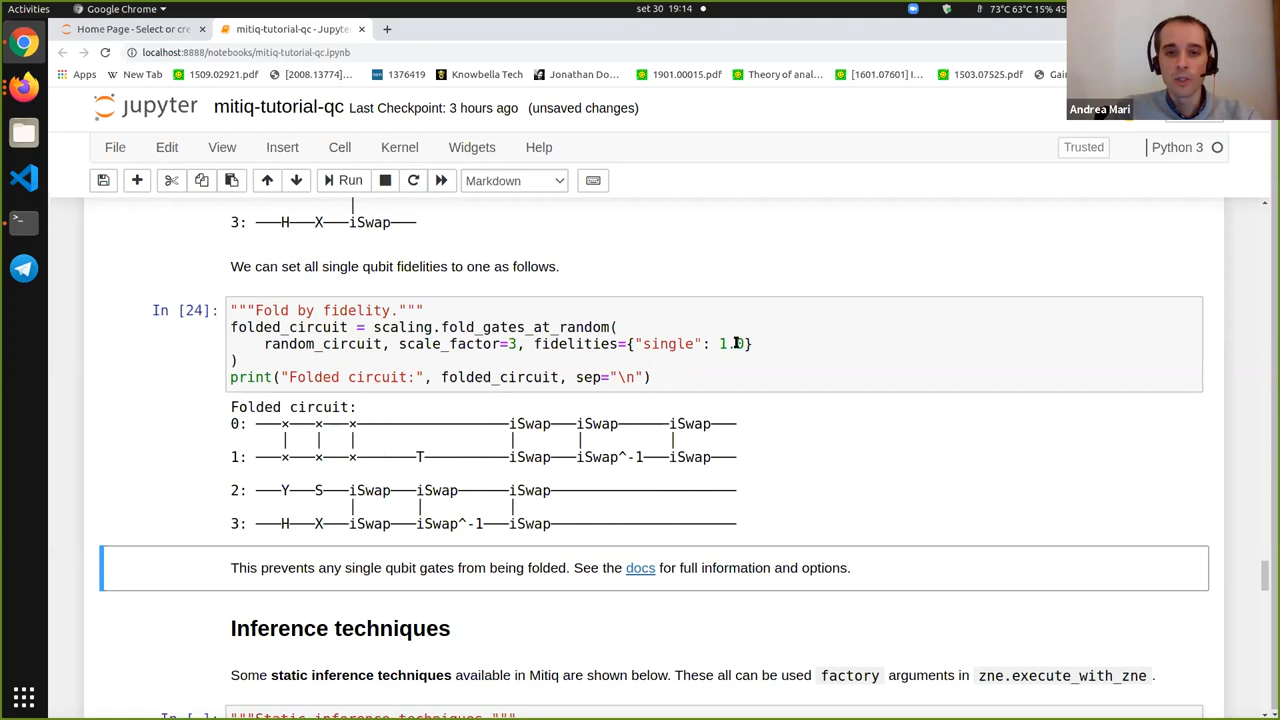 Activities
Google Chrome
set 30 19:14
73°C 63°C 15% 45
Home Page - Select or cre
mitiq-tutorial-qc - Jupyte
localhost:8888/notebooks/mitiq-tutorial-qc.ipynb
Apps
New Tab
1509.02921.pdf
[2008.13774]...
1376419
Knowbella Tech
Jonathan Do...
1901.00015.pdf
Theory of anal...
[1601.07601] I...
1503.07525.pdf
Gai
Andrea Mari
jupyter mitiq-tutorial-qc Last Checkpoint: 3 hours ago (unsaved changes)
File Edit View Insert Cell Kernel Widgets Help
Trusted
Python 3
Run
Markdown
3: ───H───X───iSwap───
We can set all single qubit fidelities to one as follows.
In [24]:
"""Fold by fidelity."""
folded_circuit = scaling.fold_gates_at_random(
random_circuit, scale_factor=3, fidelities={"single": 1.0}
)
print("Folded circuit:", folded_circuit, sep="\n")
Folded circuit:
0: ───×───×───×──────────────────iSwap───iSwap──────iSwap───
1: ───×───×───×───────T──────────iSwap───iSwap^-1───iSwap───
2: ───Y───S───iSwap───iSwap──────iSwap──────────────────────
3: ───H───X───iSwap───iSwap^-1───iSwap──────────────────────
This prevents any single qubit gates from being folded. See the docs for full information and options.
Inference techniques
Some static inference techniques available in Mitiq are shown below. These all can be used factory arguments in zne.execute_with_zne .
In [ ]:
"""Static inference techniques."""